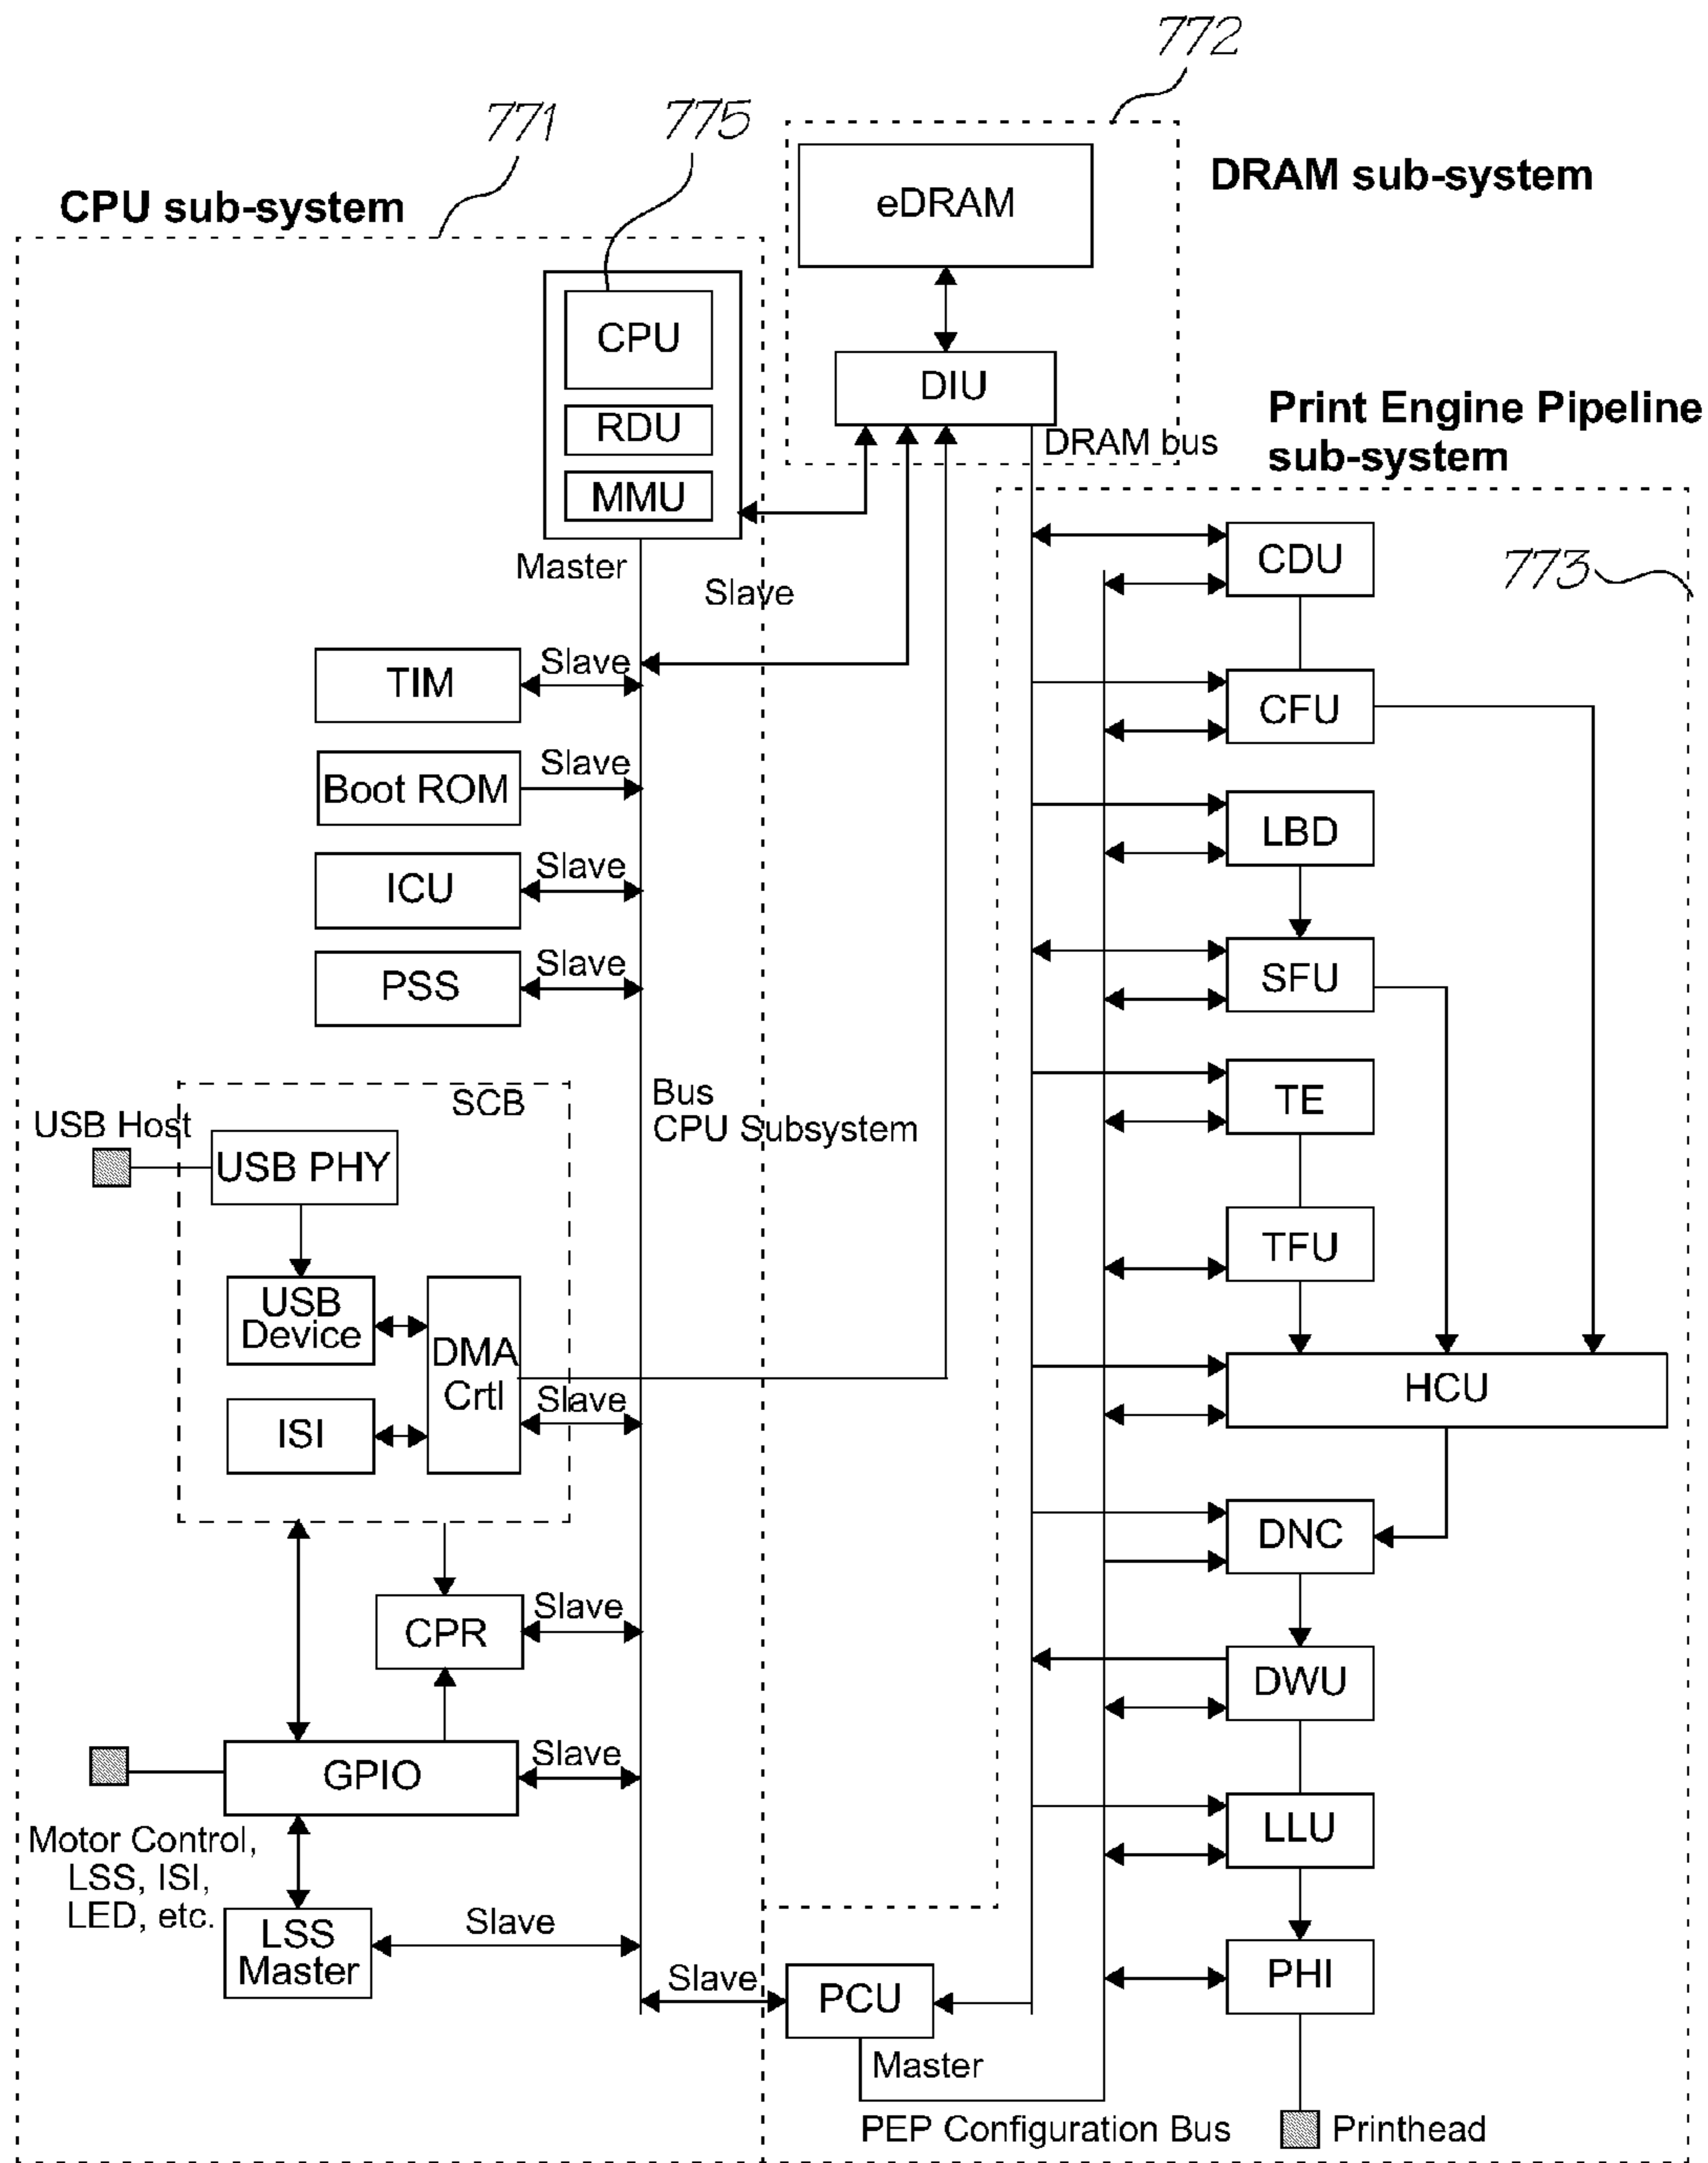 772
771
775
DRAM sub-system
CPU sub-system
eDRAM
CPU
DIU
Print Engine Pipeline
sub-system
RDU
DRAM bus
MMU
Master
Slave
CDU
773
TIM
Slave
CFU
Boot ROM
Slave
LBD
ICU
Slave
PSS
Slave
SFU
SCB
Bus
CPU Subsystem
TE
USB Host
USB PHY
TFU
USB
Device
DMA
Crtl
Slave
HCU
ISI
DNC
CPR
Slave
DWU
GPIO
Slave
Motor Control,
LSS, ISI,
LED, etc.
LLU
LSS
Master
Slave
Slave
PCU
PHI
Master
PEP Configuration Bus
Printhead